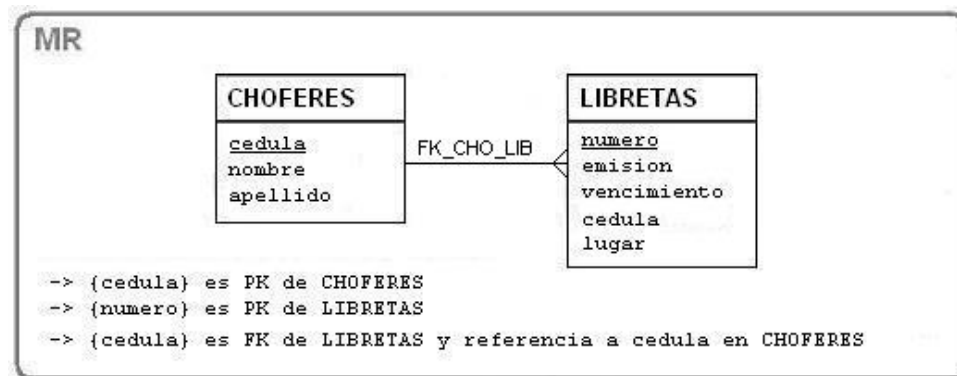 MR
CHOFERES
cedula
nombre
apellido
FK_CHO_LIB
LIBRETAS
numero
emision
vencimiento
cedula
lugar
-> {cedula} es PK de CHOFERES
-> {numero} es PK de LIBRETAS
-> {cedula} es FK de LIBRETAS y referencia a cedula en CHOFERES